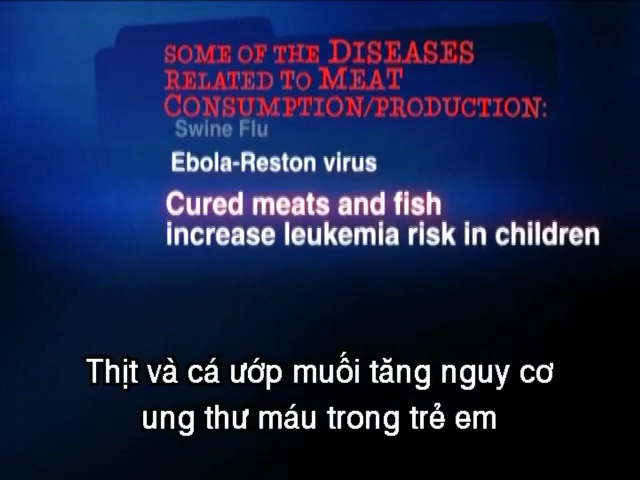 SOME OF THE DISEASES
RELATED TO MEAT
CONSUMPTION/PRODUCTION:
Swine Flu
Ebola-Reston virus
Cured meats and fish
increase leukemia risk in children
Thịt và cá ướp muối tăng nguy cơ
ung thư máu trong trẻ em